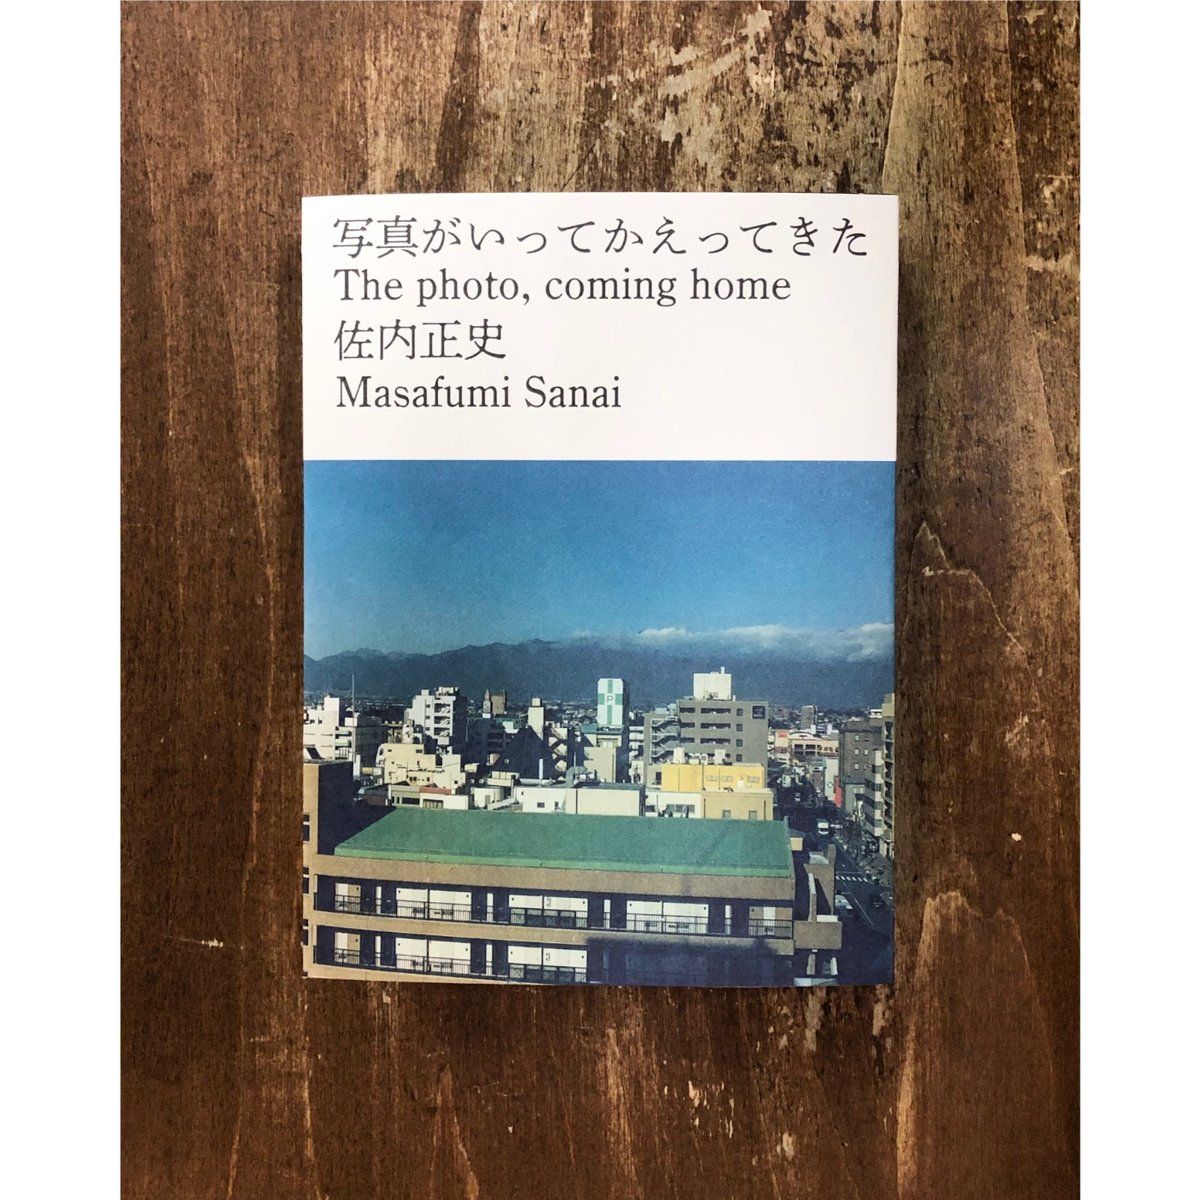 写真がいってかえってきた
The photo, coming home
佐内正史
Masafumi Sanai
P